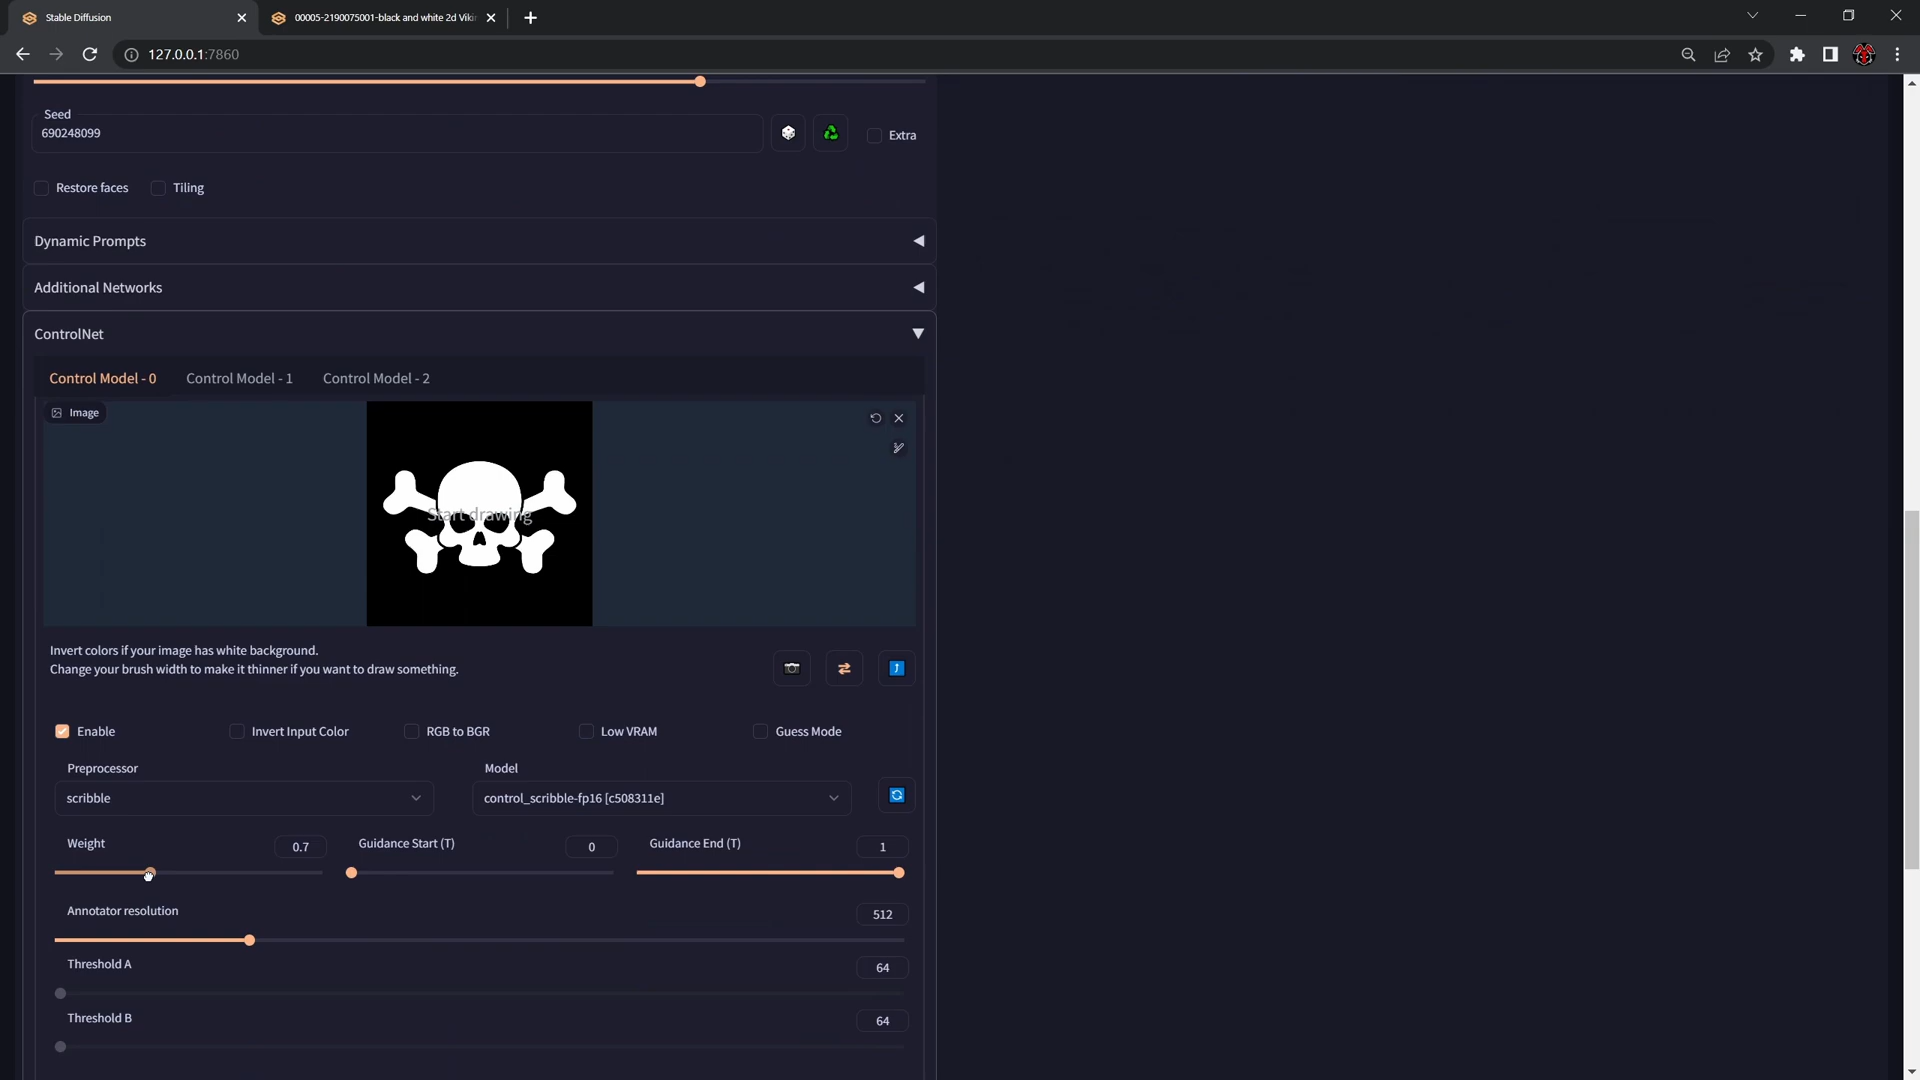 Stable Diffusion
00005-2190075001-black and white 2d Viki
127.0.0.1:7860
Seed
690248099
Extra
Restore faces
Tiling
Dynamic Prompts
Additional Networks
ControlNet
Control Model - 0
Control Model - 1
Control Model - 2
Image
Start drawing
Invert colors if your image has white background.
Change your brush width to make it thinner if you want to draw something.
Enable
Invert Input Color
RGB to BGR
Low VRAM
Guess Mode
Preprocessor
Model
scribble
control_scribble-fp16 [c508311e]
Weight
0.7
Guidance Start (T)
0
Guidance End (T)
1
Annotator resolution
512
Threshold A
64
Threshold B
64